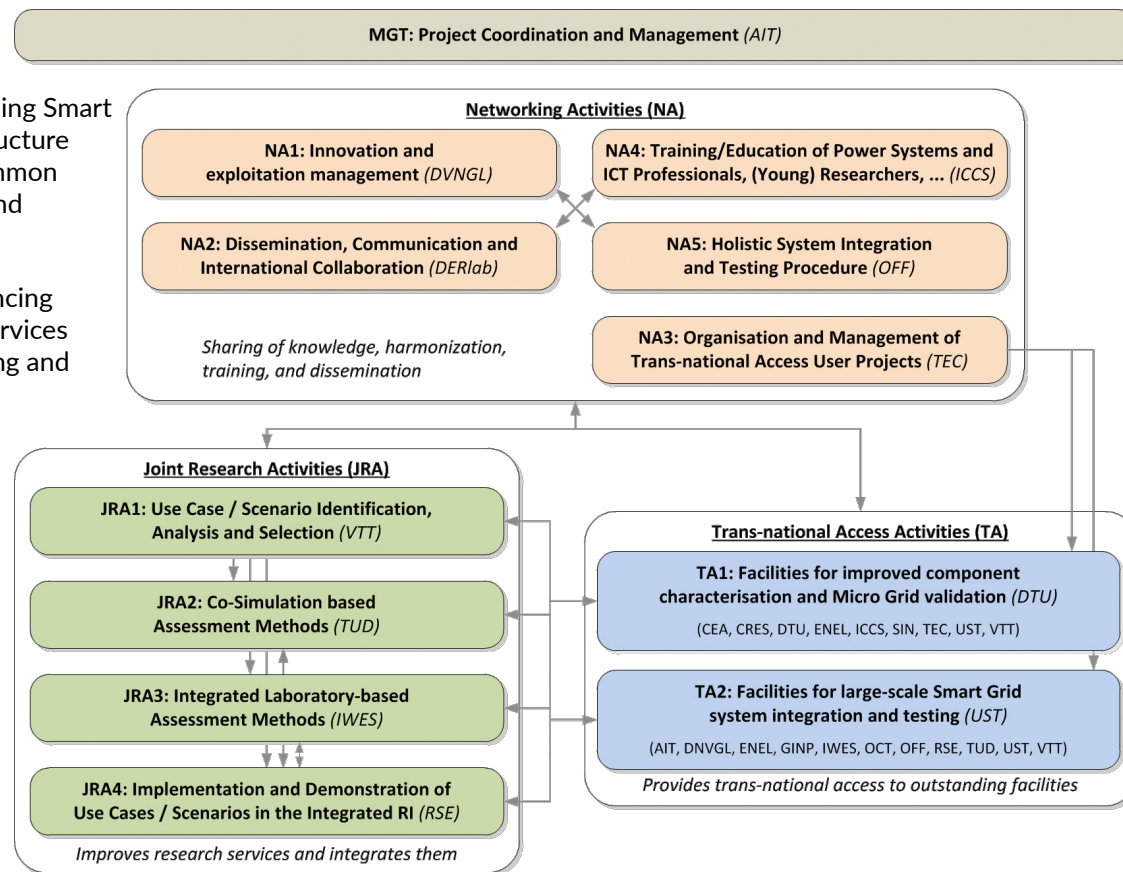 MGT: Project Coordination and Management (AIT)
ing Smart
ucture
mmon
nd
ncing
rvices
ng and
Networking Activities (NA)
NA1: Innovation and
exploitation management (DVNGL)
NA4: Training/Education of Power Systems and
ICT Professionals, (Young) Researchers, ... (ICCS)
NA2: Dissemination, Communication and
International Collaboration (DERlab)
NA5: Holistic System Integration
and Testing Procedure (OFF)
Sharing of knowledge, harmonization,
training, and dissemination
NA3: Organisation and Management of
Trans-national Access User Projects (TEC)
Joint Research Activities (JRA)
JRA1: Use Case / Scenario Identification,
Analysis and Selection (VTT)
JRA2: Co-Simulation based
Assessment Methods (TUD)
JRA3: Integrated Laboratory-based
Assessment Methods (IWES)
JRA4: Implementation and Demonstration of
Use Cases / Scenarios in the Integrated RI (RSE)
Improves research services and integrates them
Trans-national Access Activities (TA)
TA1: Facilities for improved component
characterisation and Micro Grid validation (DTU)
(CEA, CRES, DTU, ENEL, ICCS, SIN, TEC, UST, VTT)
TA2: Facilities for large-scale Smart Grid
system integration and testing (UST)
(AIT, DNVGL, ENEL, GINP, IWES, OCT, OFF, RSE, TUD, UST, VTT)
Provides trans-national access to outstanding facilities